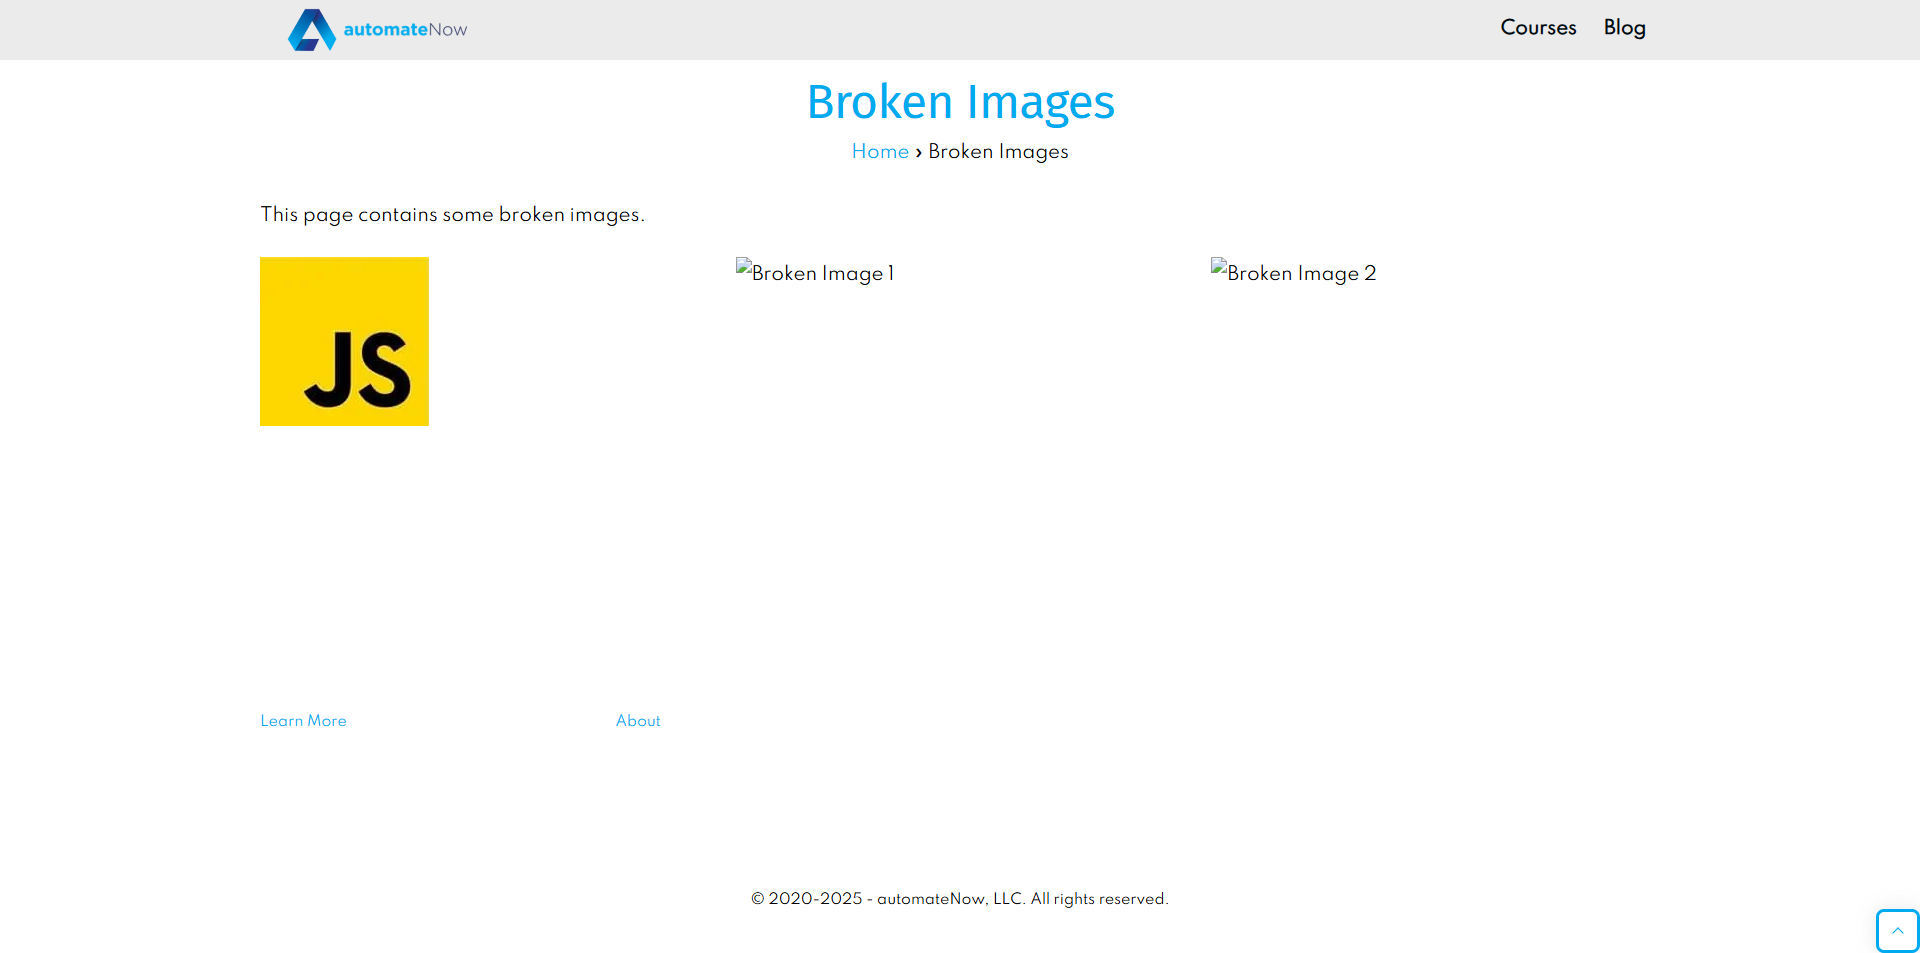 automateNow
Courses
Blog
Broken Images
Home › Broken Images
This page contains some broken images.
JS
Broken Image 1
Broken Image 2
Learn More
About
© 2020-2025 - automateNow, LLC. All rights reserved.